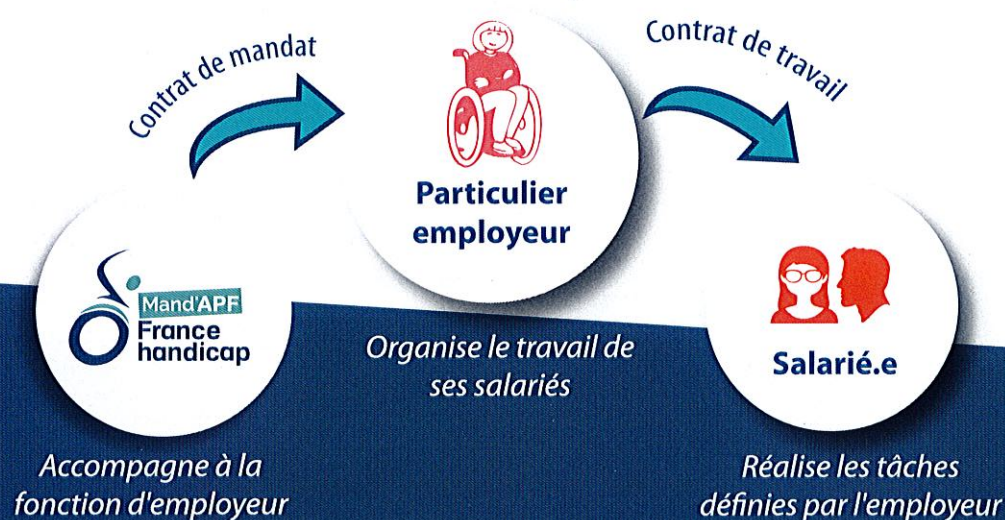 Contrat de mandat
Contrat de travail
Particulier
employeur
Mand'APF
France
handicap
Organise le travail de
ses salariés
Salarié.e
Accompagne à la
fonction d'employeur
Réalise les tâches
définies par l'employeur